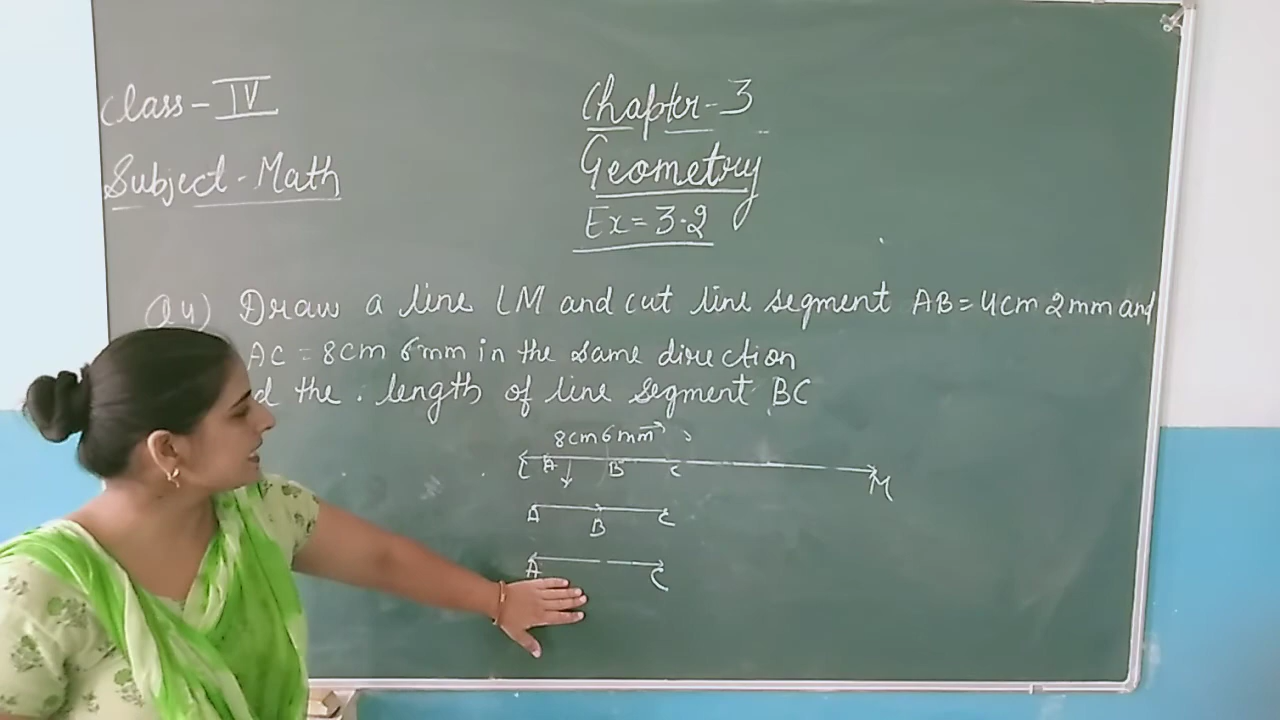 Class - IV
Subject - Math
Chapter - 3
Geometry
Ex = 3.2
Q4) Draw a line LM and cut line segment AB = 4cm 2mm and
AC = 8cm 6mm in the same direction
d the . length of line segment BC
8cm 6mm
L A B C M
A B C
A C